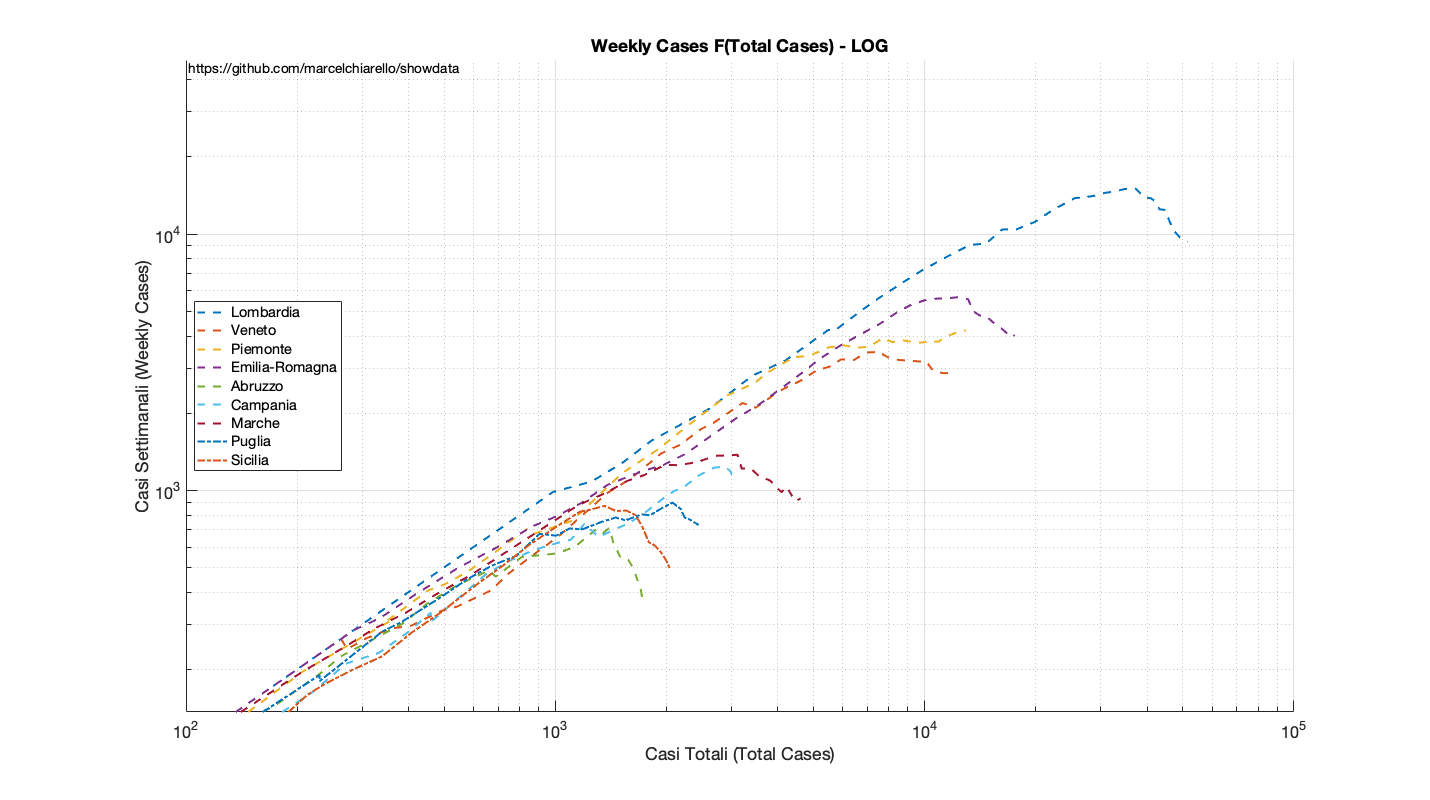 Weekly Cases F(Total Cases) - LOG
https://github.com/marcelchiarello/showdata
10^4
10^3
Casi Settimanali (Weekly Cases)
Lombardia
Veneto
Piemonte
Emilia-Romagna
Abruzzo
Campania
Marche
Puglia
Sicilia
10^2 10^3 10^4 10^5
Casi Totali (Total Cases)